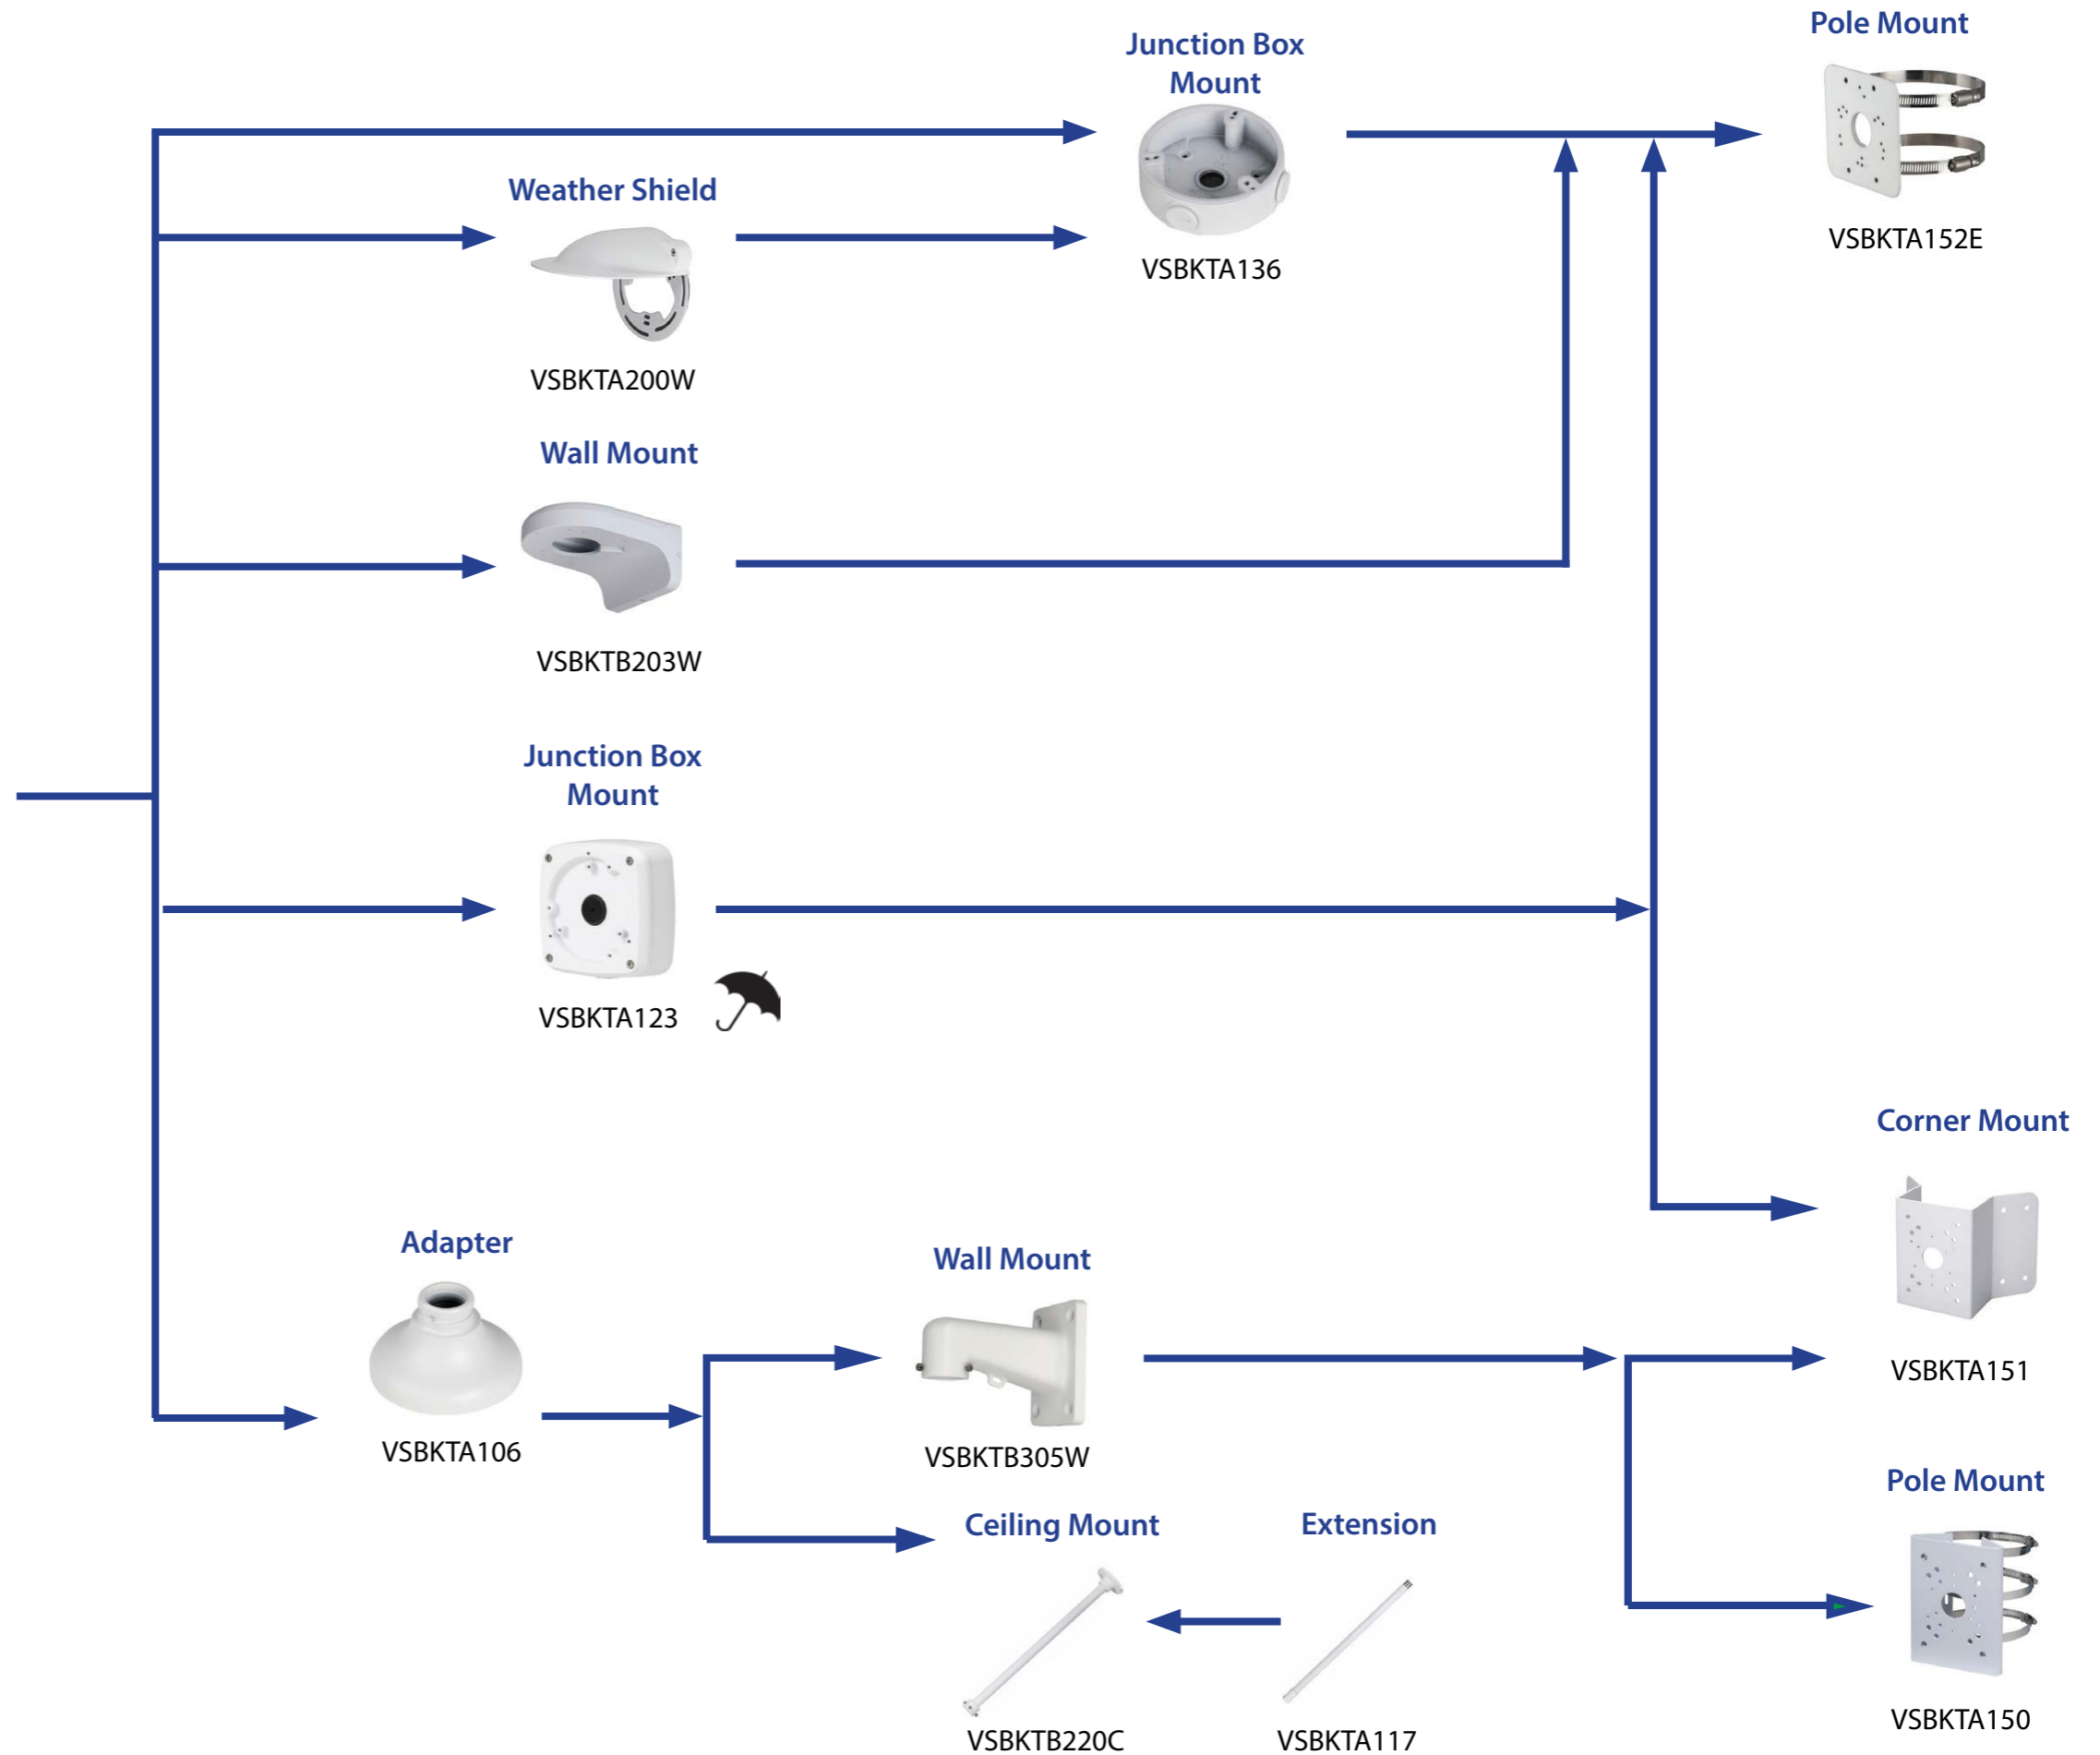 Pole Mount
Junction Box
Mount
VSBKTA152E
Weather Shield
VSBKTA136
VSBKTA200W
Wall Mount
VSBKTB203W
Junction Box
Mount
VSBKTA123
Corner Mount
Adapter
Wall Mount
VSBKTA151
VSBKTA106
VSBKTB305W
Pole Mount
Ceiling Mount
Extension
VSBKTA150
VSBKTB220C
VSBKTA117